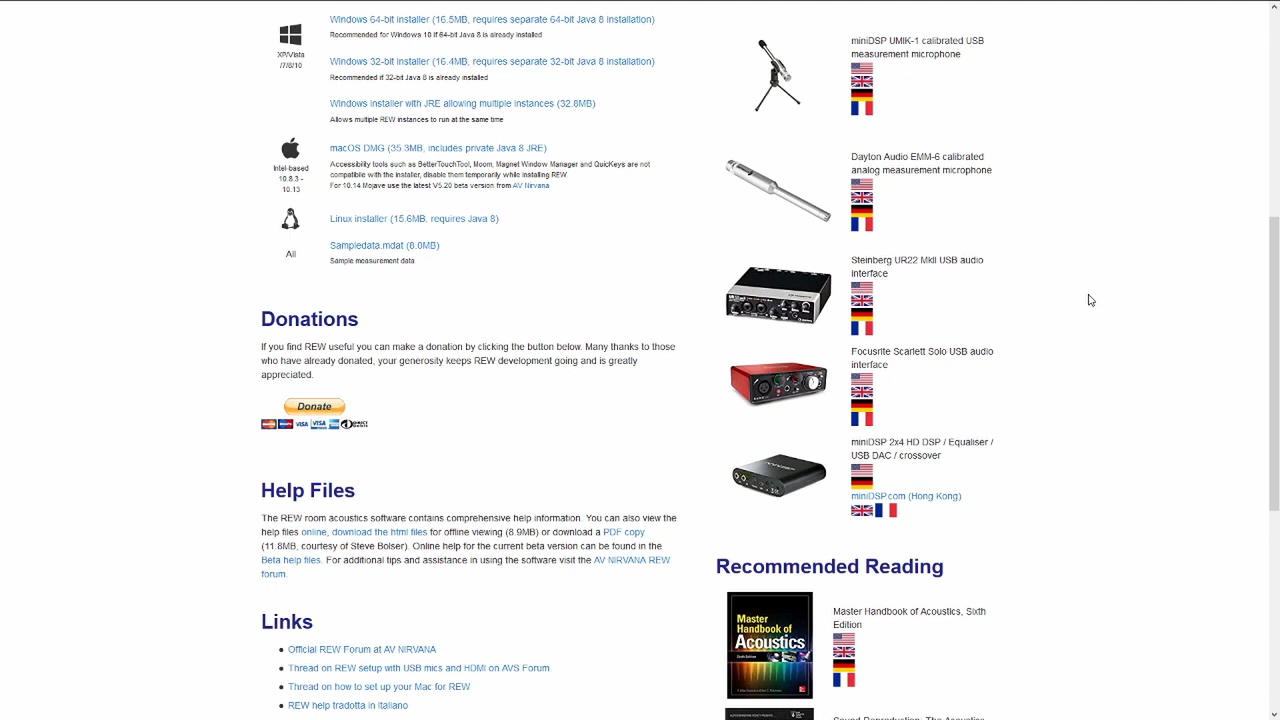 Windows 64-bit installer (16.5MB, requires separate 64-bit Java 8 installation)
Recommended for Windows 10 if 64-bit Java 8 is already installed
XP/Vista
/7/8/10
Windows 32-bit installer (16.4MB, requires separate 32-bit Java 8 installation)
Recommended if 32-bit Java 8 is already installed
Windows installer with JRE allowing multiple instances (32.8MB)
Allows multiple REW instances to run at the same time
Intel-based
10.8.3 -
10.13
macOS DMG (35.3MB, includes private Java 8 JRE)
Accessibility tools such as BetterTouchTool, Moom, Magnet Window Manager and QuicKeys are not
compatible with the installer, disable them temporarily while installing REW.
For 10.14 Mojave use the latest V5.20 beta version from AV Nirvana
Linux installer (15.6MB, requires Java 8)
All
Sampledata.mdat (8.0MB)
Sample measurement data
Donations
If you find REW useful you can make a donation by clicking the button below. Many thanks to those
who have already donated, your generosity keeps REW development going and is greatly
appreciated.
Donate
VISA
VISA
Help Files
The REW room acoustics software contains comprehensive help information. You can also view the
help files online, download the html files for offline viewing (8.9MB) or download a PDF copy
(11.8MB, courtesy of Steve Bolser). Online help for the current beta version can be found in the
Beta help files. For additional tips and assistance in using the software visit the AV NIRVANA REW
forum.
Links
Official REW Forum at AV NIRVANA
Thread on REW setup with USB mics and HDMI on AVS Forum
Thread on how to set up your Mac for REW
REW help tradotta in italiano
miniDSP UMIK-1 calibrated USB
measurement microphone
Dayton Audio EMM-6 calibrated
analog measurement microphone
Steinberg UR22 MkII USB audio
interface
Focusrite Scarlett Solo USB audio
interface
miniDSP 2x4 HD DSP / Equaliser /
USB DAC / crossover
miniDSP.com (Hong Kong)
Recommended Reading
Master
Handbook of
Acoustics
Master Handbook of Acoustics, Sixth
Edition
Sound Reproduction: The Acoustics